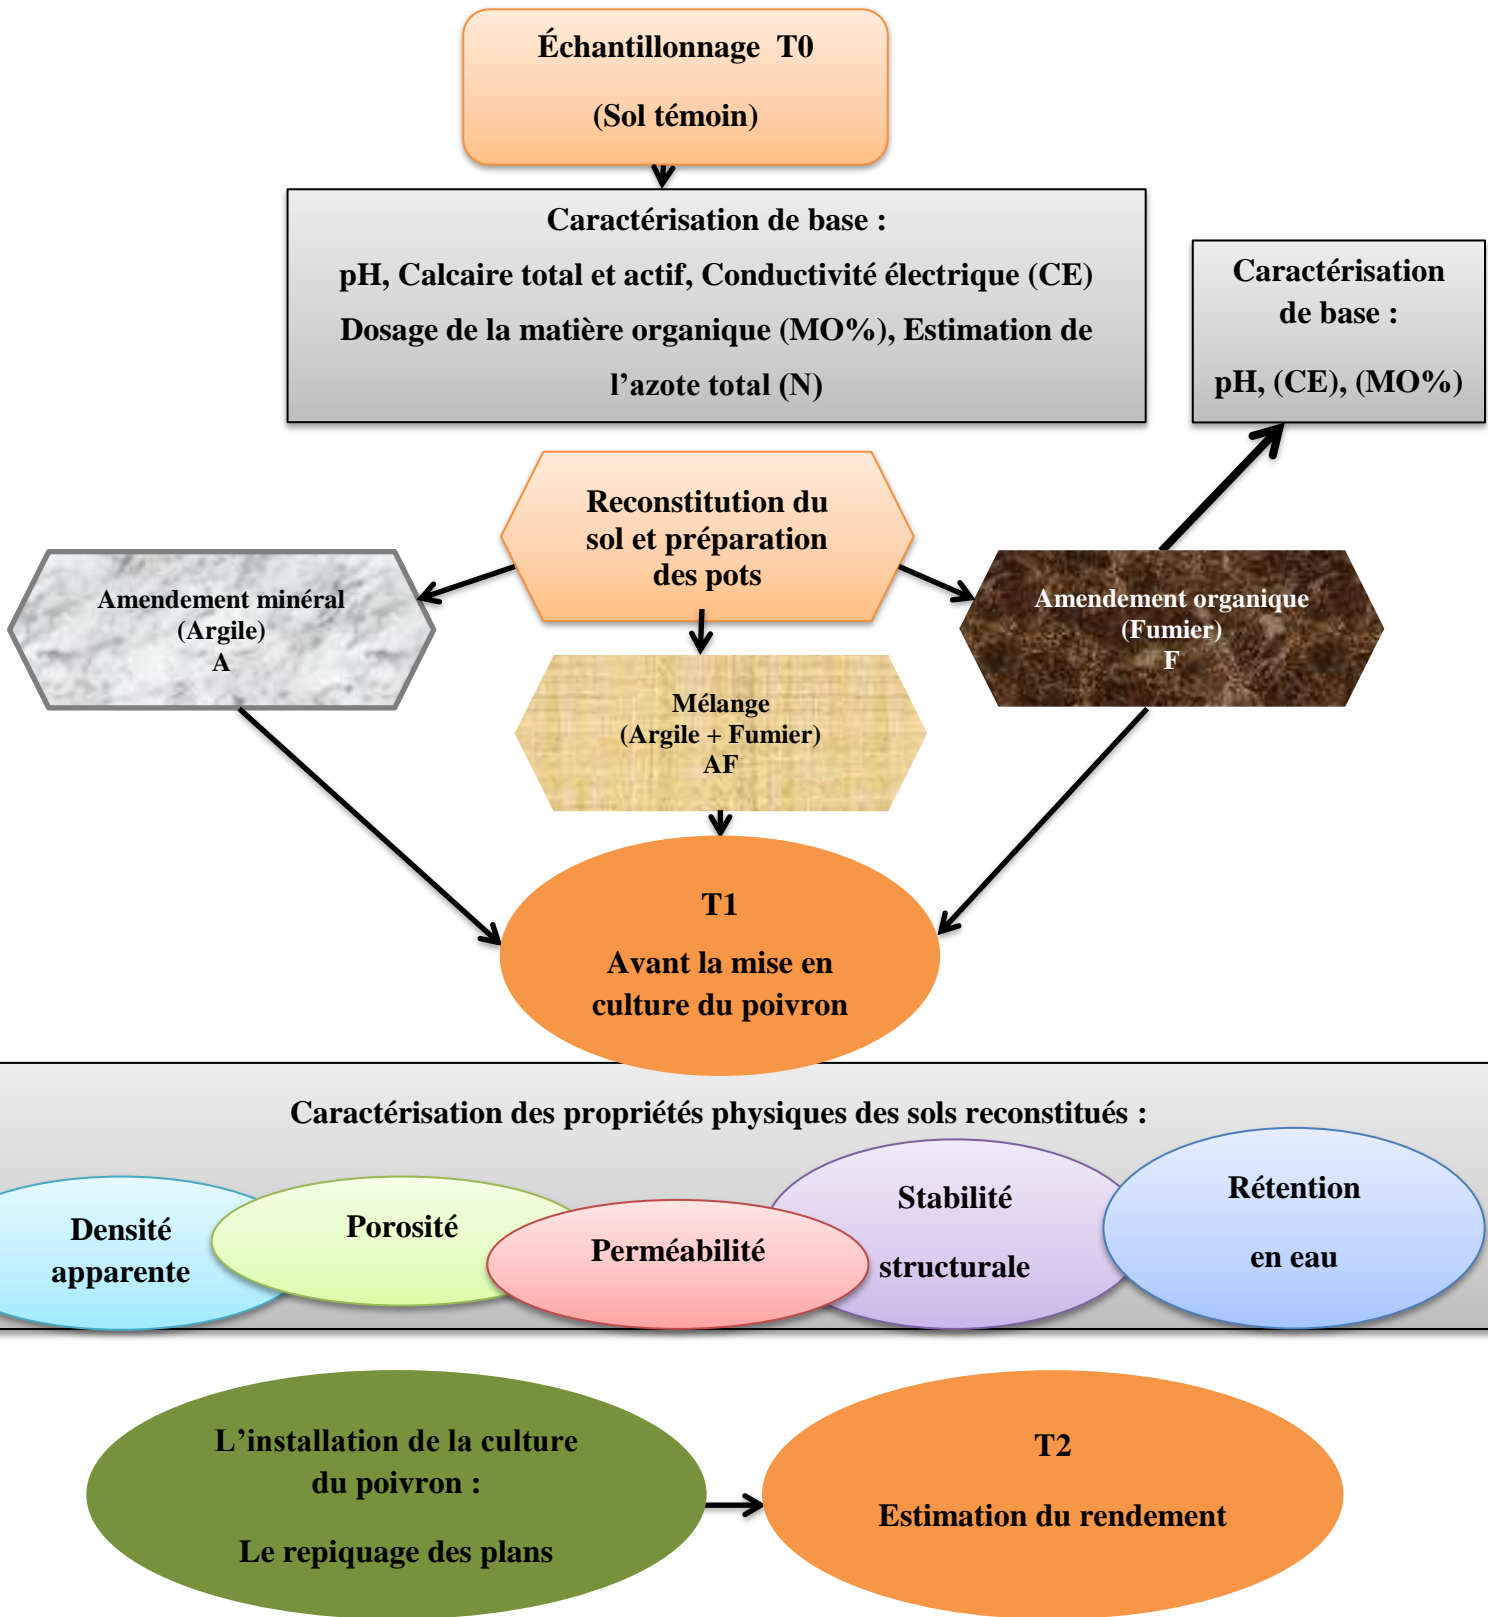 Échantillonnage T0
(Sol témoin)
Caractérisation de base :
pH, Calcaire total et actif, Conductivité électrique (CE)
Dosage de la matière organique (MO%), Estimation de
l’azote total (N)
Caractérisation
de base :
pH, (CE), (MO%)
Reconstitution du
sol et préparation
des pots
Amendement minéral
(Argile)
A
Amendement organique
(Fumier)
F
Mélange
(Argile + Fumier)
AF
T1
Avant la mise en
culture du poivron
Caractérisation des propriétés physiques des sols reconstitués :
Densité
apparente
Porosité
Perméabilité
Stabilité
structurale
Rétention
en eau
L’installation de la culture
du poivron :
Le repiquage des plans
T2
Estimation du rendement